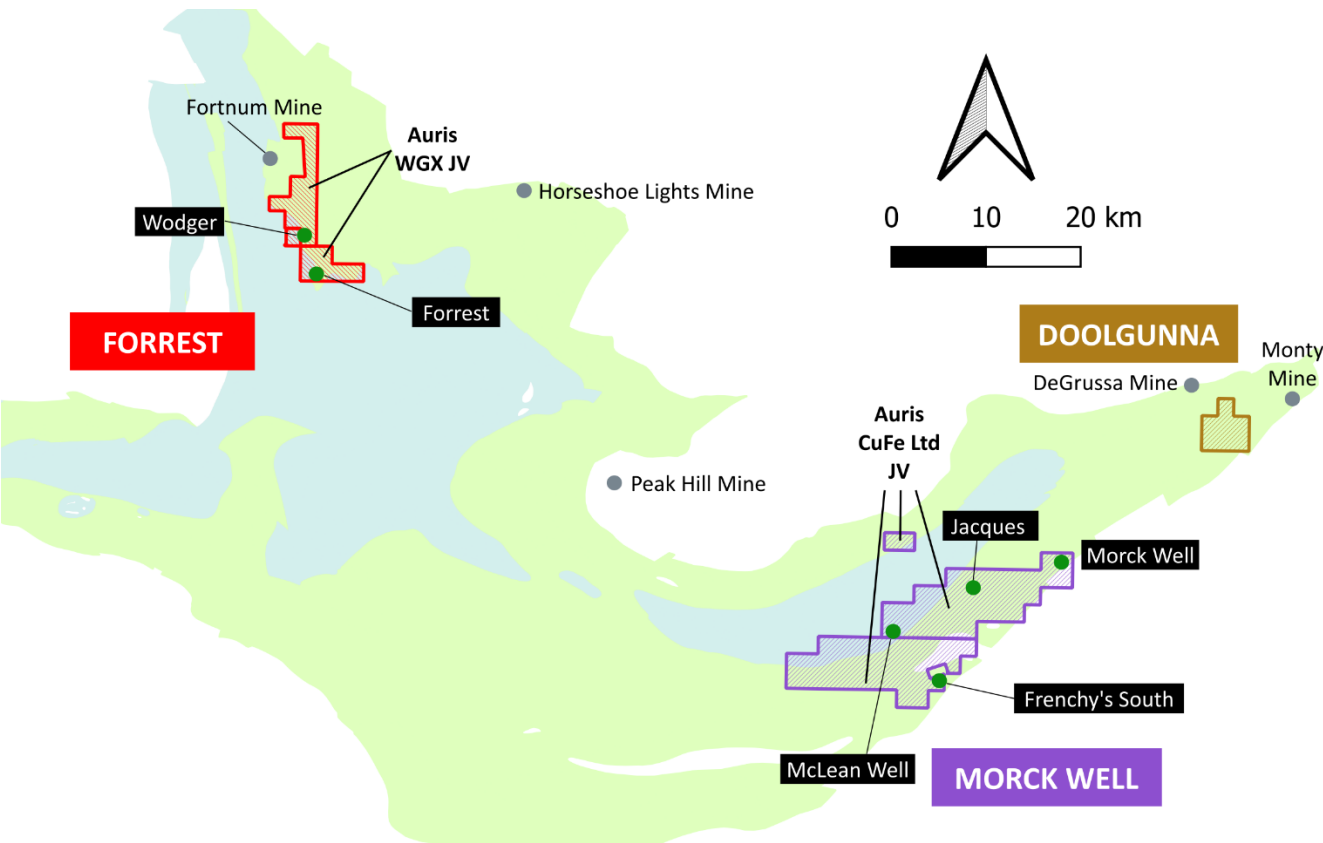 Fortnum Mine
Auris
WGX JV
Horseshoe Lights Mine
Wodger
0 10 20 km
Forrest
FORREST
DOOLGUNNA
Monty
Mine
DeGrussa Mine
Auris
CuFe Ltd
JV
Peak Hill Mine
Jacques
Morck Well
Frenchy's South
McLean Well
MORCK WELL